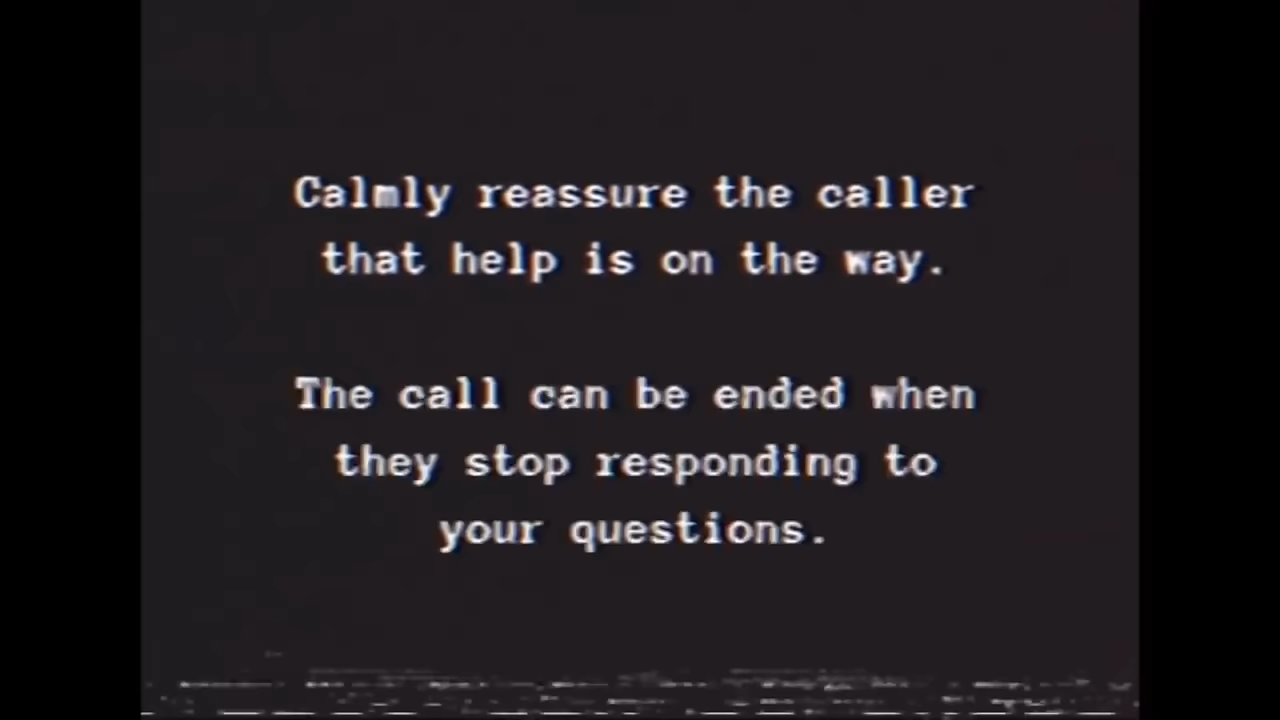 Calmly reassure the caller
that help is on the way.
The call can be ended when
they stop responding to
your questions.